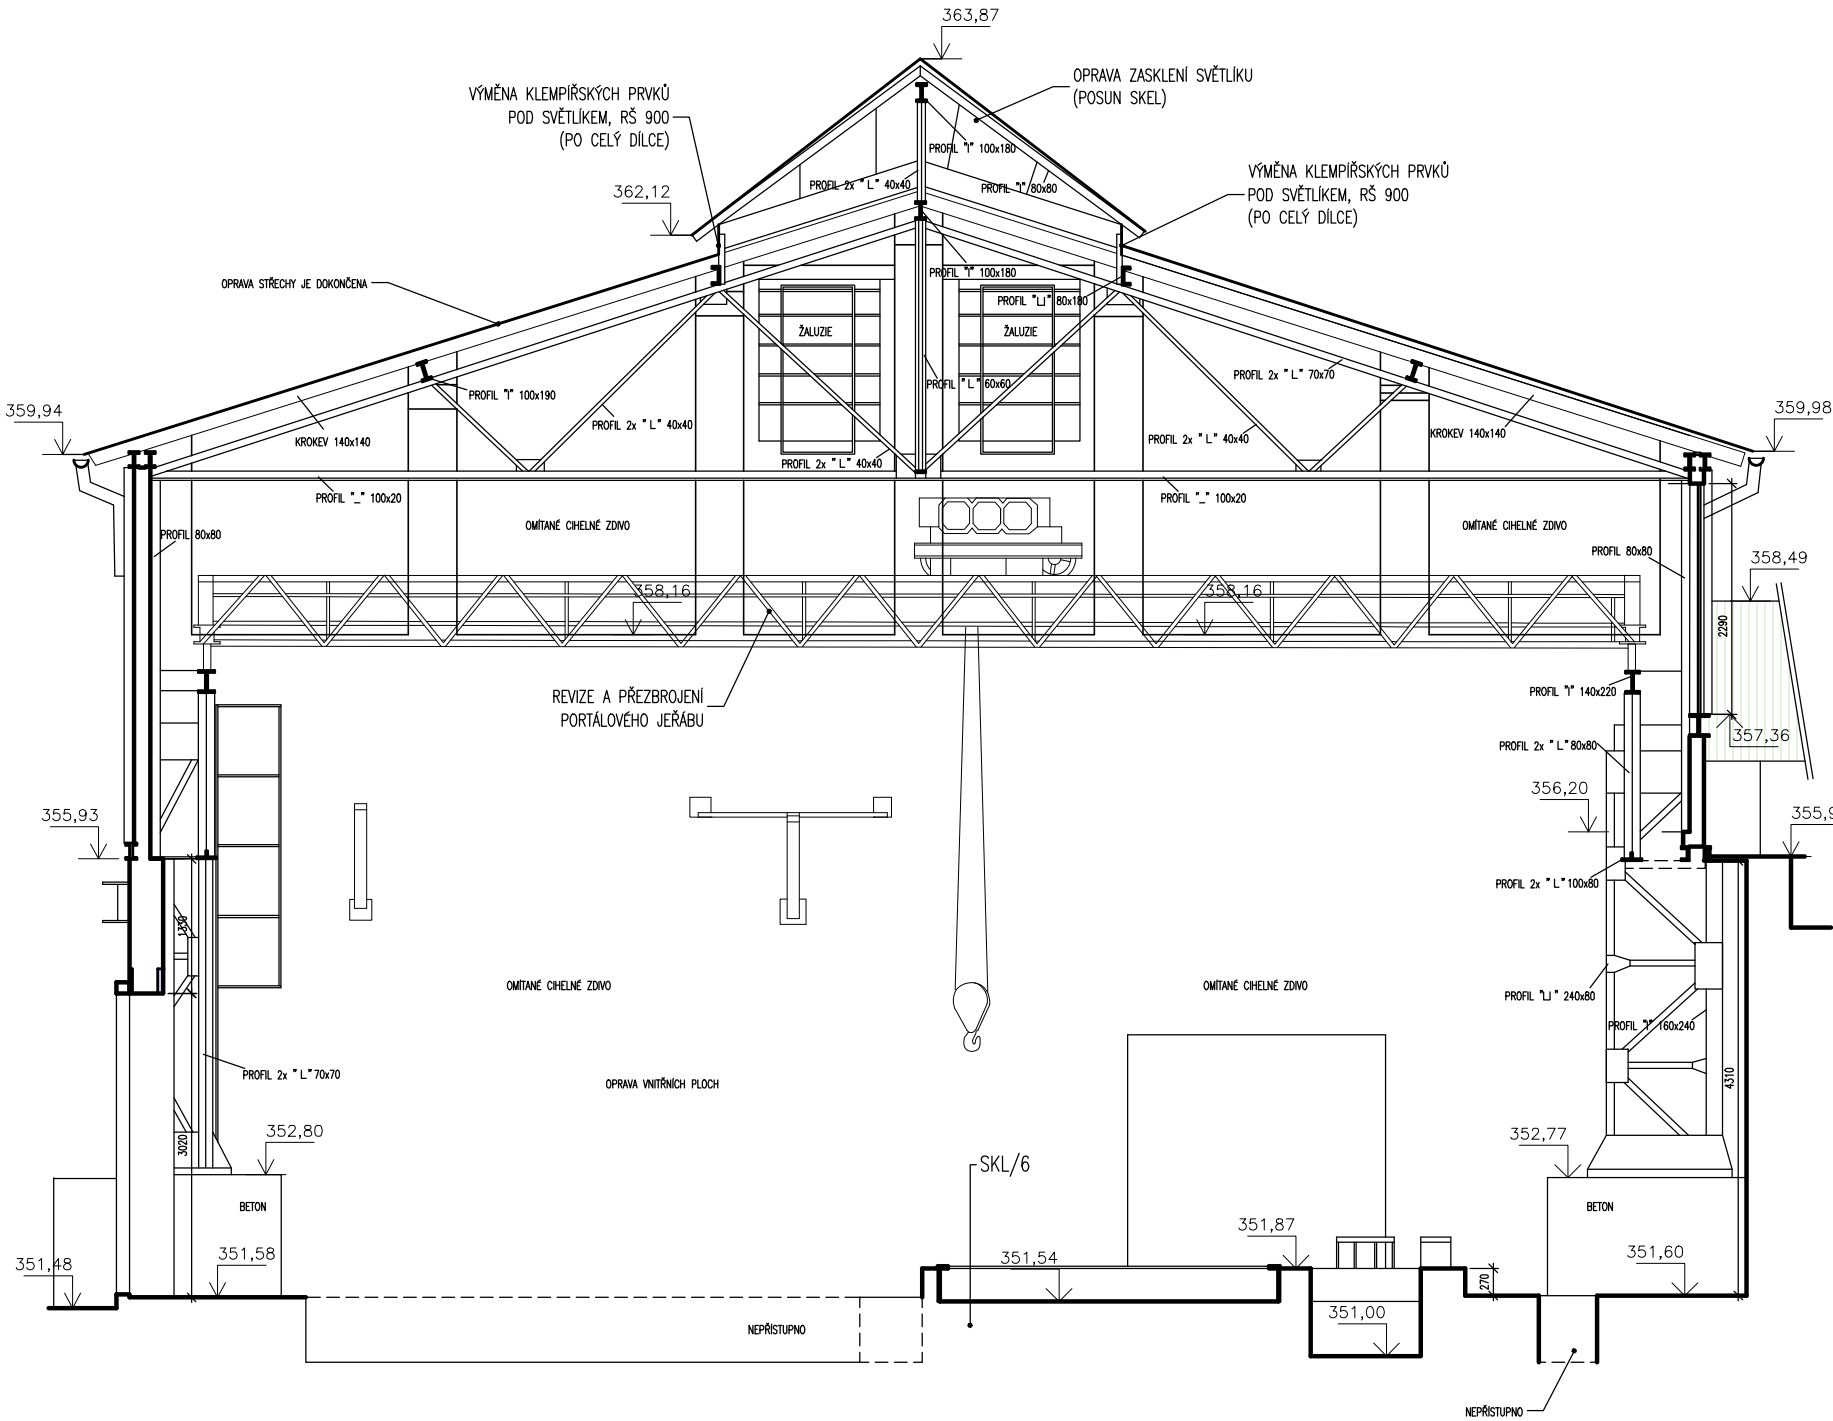 363,87
OPRAVA ZASKLENÍ SVĚTLÍKU
(POSUN SKEL)
VÝMĚNA KLEMPÍŘSKÝCH PRVKŮ
POD SVĚTLÍKEM, RŠ 900
(PO CELÝ DÍLCE)
PROFIL "I" 100x180
VÝMĚNA KLEMPÍŘSKÝCH PRVKŮ
POD SVĚTLÍKEM, RŠ 900
(PO CELÝ DÍLCE)
PROFIL 2x "L" 40x40
PROFIL "I" 80x80
362,12
OPRAVA STŘECHY JE DOKONČENA
PROFIL "I" 100x180
PROFIL "U" 80x180
ŽALUZIE
ŽALUZIE
PROFIL "I" 100x190
PROFIL "L" 60x60
PROFIL 2x "L" 70x70
359,94
359,98
KROKEV 140x140
PROFIL 2x "L" 40x40
PROFIL 2x "L" 40x40
PROFIL 2x "L" 40x40
KROKEV 140x140
PROFIL "_" 100x20
PROFIL "_" 100x20
PROFIL 80x80
OMÍTANÉ CIHELNÉ ZDIVO
OMÍTANÉ CIHELNÉ ZDIVO
PROFIL 80x80
358,49
358,16
358,16
2290
REVIZE A PŘEZBROJENÍ
PORTÁLOVÉHO JEŘÁBU
PROFIL "I" 140x220
357,36
PROFIL 2x "L" 80x80
356,20
355,93
355,9
PROFIL 2x "L" 100x80
1330
OMÍTANÉ CIHELNÉ ZDIVO
OMÍTANÉ CIHELNÉ ZDIVO
PROFIL "U" 240x80
PROFIL "I" 160x240
PROFIL 2x "L" 70x70
OPRAVA VNITŘNÍCH PLOCH
4310
352,80
352,77
3020
SKL/6
BETON
BETON
351,87
351,58
351,54
351,60
351,48
270
351,00
NEPŘÍSTUPNO
NEPŘÍSTUPNO